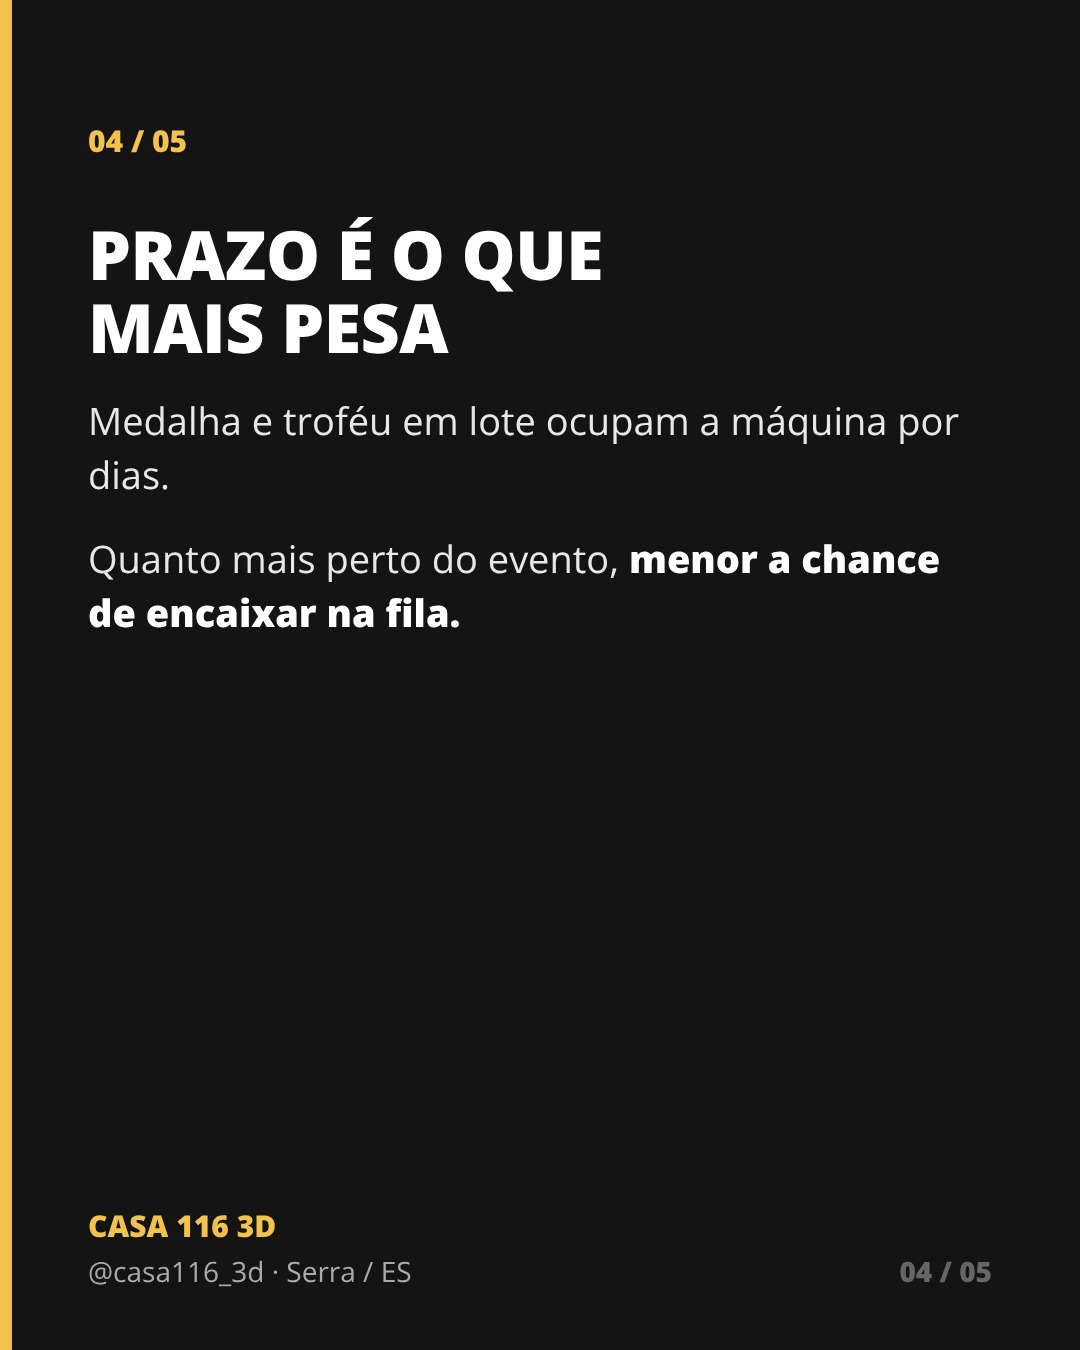 04 / 05
PRAZO É O QUE
MAIS PESA
Medalha e troféu em lote ocupam a máquina por
dias.
Quanto mais perto do evento, menor a chance
de encaixar na fila.
CASA 116 3D
@casa116_3d · Serra / ES
04 / 05